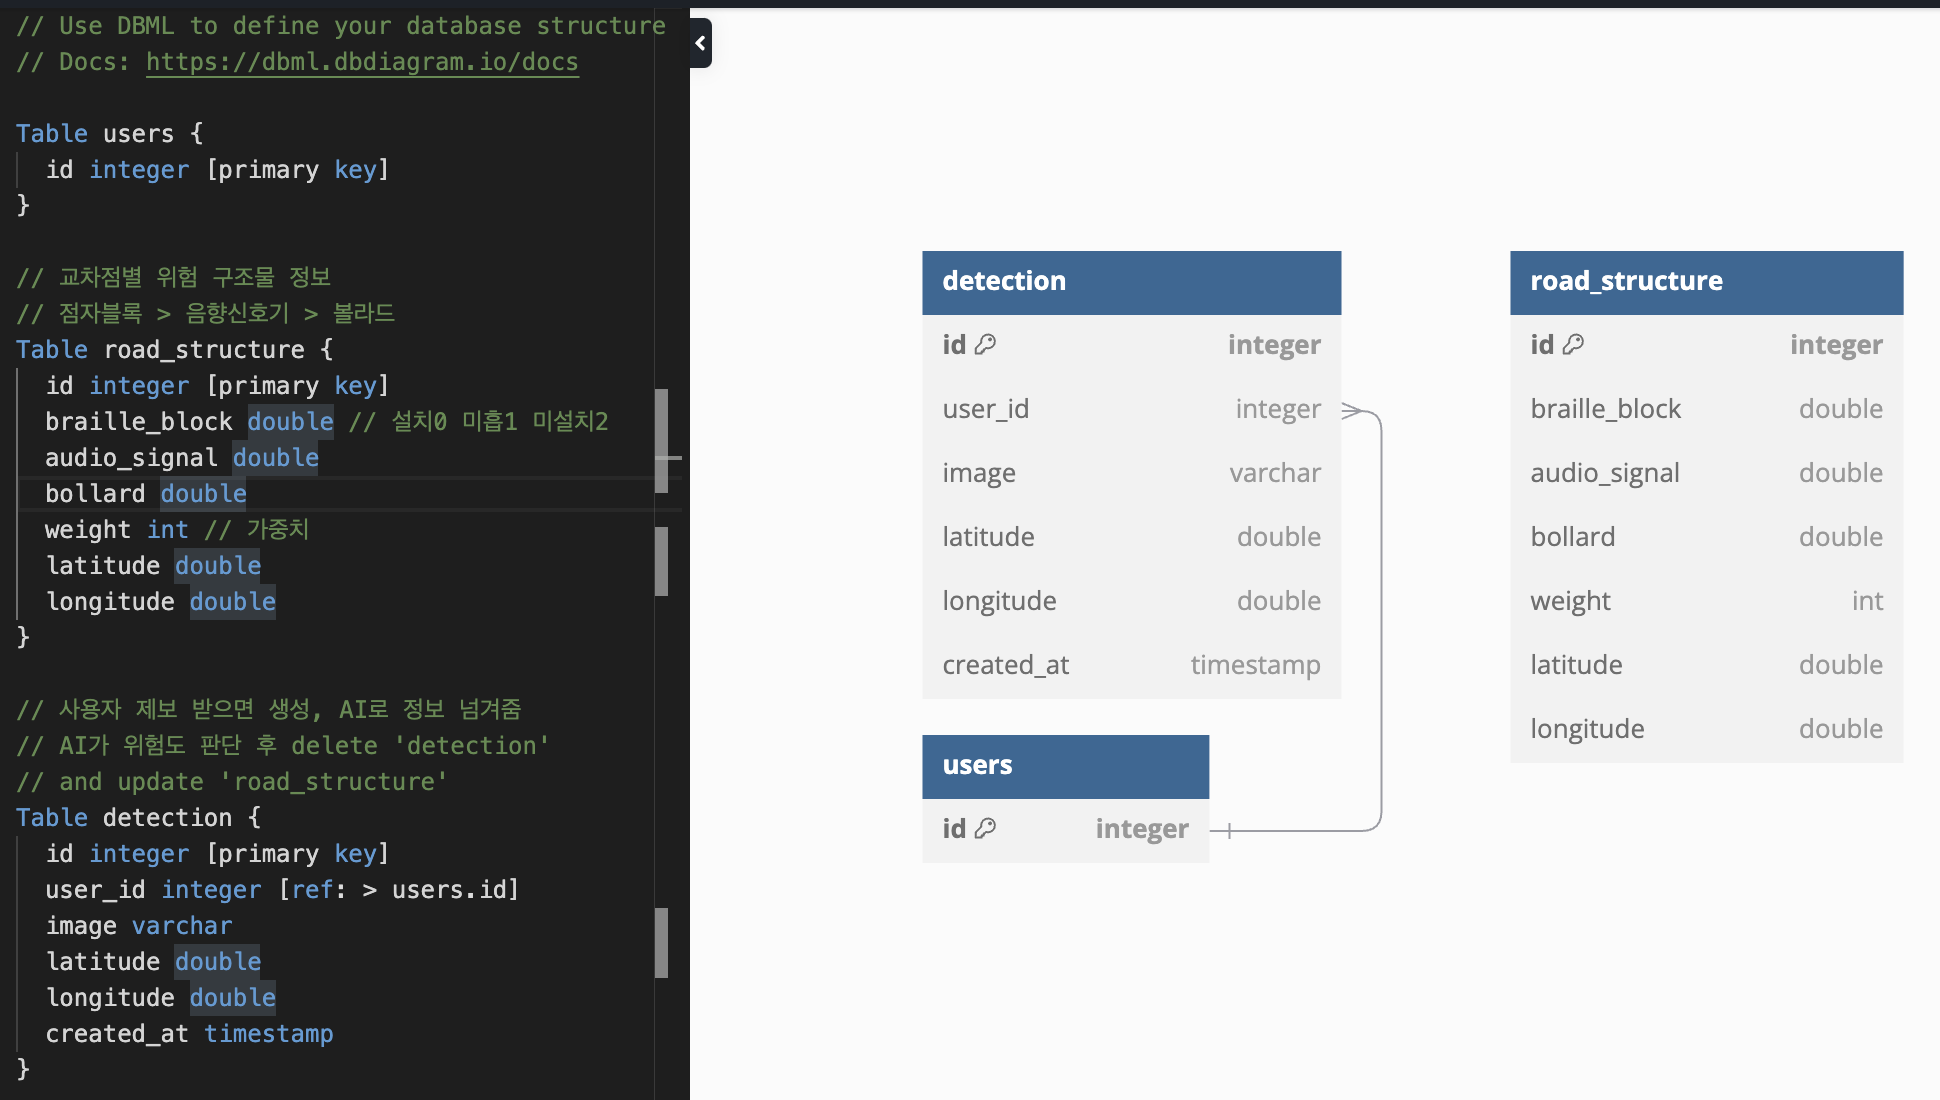 // Use DBML to define your database structure
// Docs: https://dbml.dbdiagram.io/docs
Table users {
id integer [primary key]
}
// 교차점별 위험 구조물 정보
// 점자블록 > 음향신호기 > 볼라드
Table road_structure {
id integer [primary key]
braille_block double // 설치0 미흡1 미설치2
audio_signal double
bollard double
weight int // 가중치
latitude double
longitude double
}
// 사용자 제보 받으면 생성, AI로 정보 넘겨줌
// AI가 위험도 판단 후 delete 'detection'
// and update 'road_structure'
Table detection {
id integer [primary key]
user_id integer [ref: > users.id]
image varchar
latitude double
longitude double
created_at timestamp
}
detection
id integer
user_id integer
image varchar
latitude double
longitude double
created_at timestamp
users
id integer
road_structure
id integer
braille_block double
audio_signal double
bollard double
weight int
latitude double
longitude double